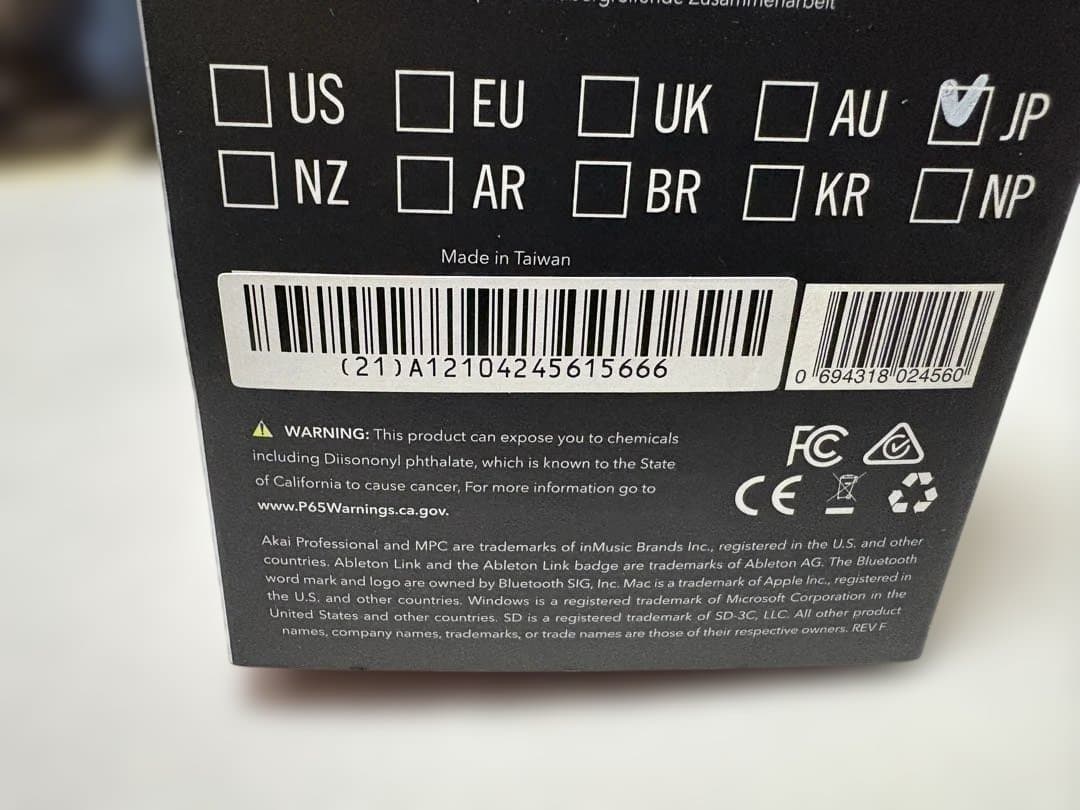 Zusammenarbeit
US EU UK AU JP
NZ AR BR KR NP
Made in Taiwan
(21)A12104245615666
0 694318 024560
WARNING: This product can expose you to chemicals
including Diisononyl phthalate, which is known to the State
of California to cause cancer, For more information go to
www.P65Warnings.ca.gov.
FC
CE
Akai Professional and MPC are trademarks of inMusic Brands Inc., registered in the U.S. and other
countries. Ableton Link and the Ableton Link badge are trademarks of Ableton AG. The Bluetooth
word mark and logo are owned by Bluetooth SIG, Inc. Mac is a trademark of Apple Inc., registered in
the U.S. and other countries. Windows is a registered trademark of Microsoft Corporation in the
United States and other countries. SD is a registered trademark of SD-3C, LLC. All other product
names, company names, trademarks, or trade names are those of their respective owners. REV F